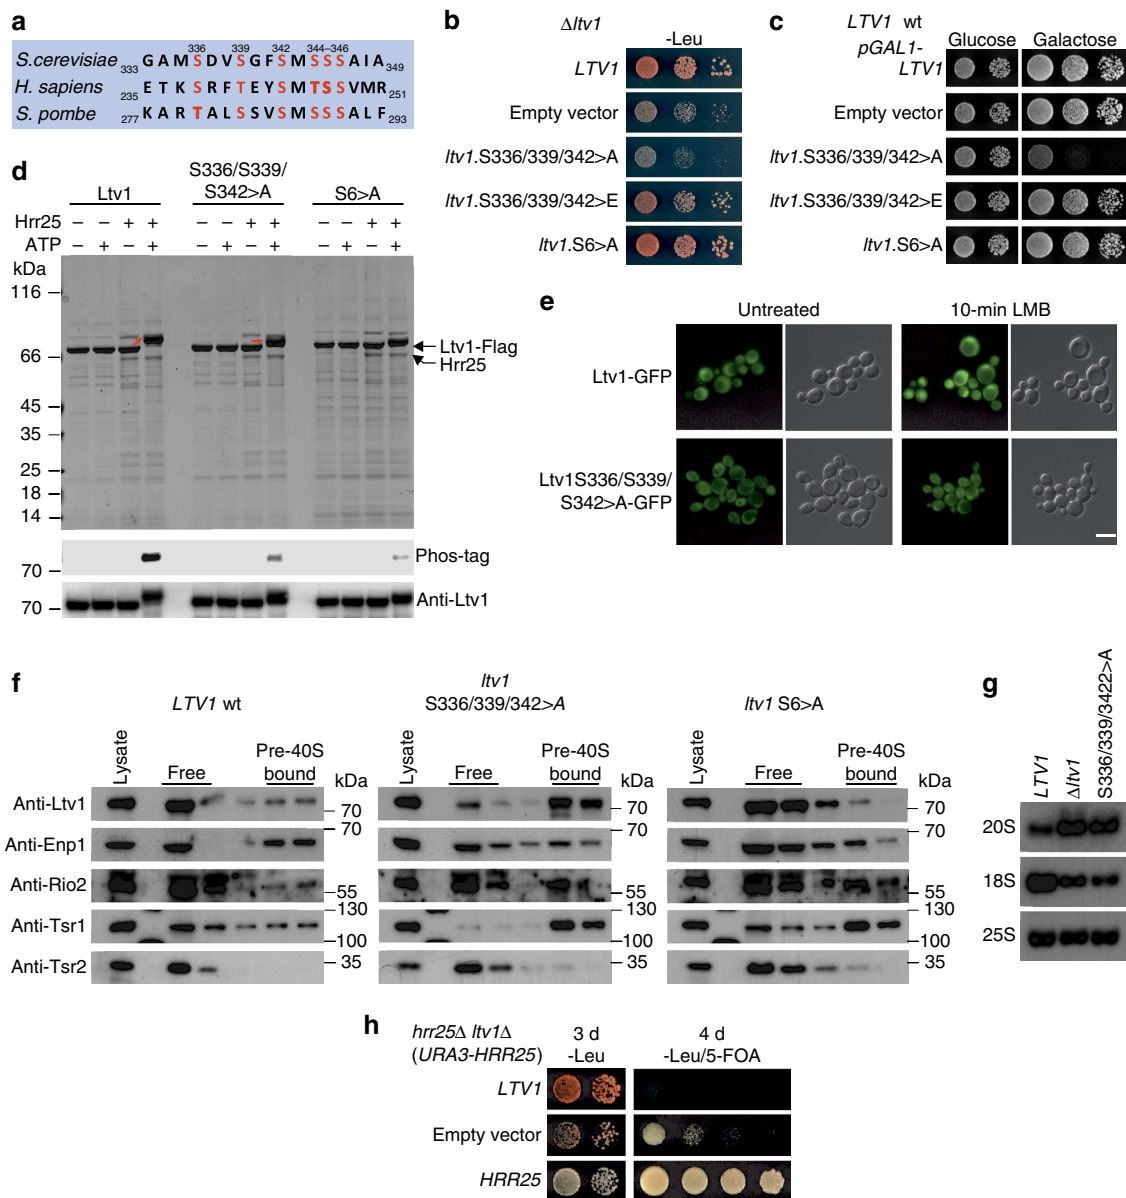 a
336 339 342 344–346
S.cerevisiae 333 G A M S D V S G F S M S S S A I A 349
H. sapiens 235 E T K S R F T E Y S M T S S V M R 251
S. pombe 277 K A R T A L S S V S M S S S A L F 293
b
Δltv1
-Leu
LTV1
Empty vector
ltv1.S336/339/342>A
ltv1.S336/339/342>E
ltv1.S6>A
c
LTV1 wt
Glucose Galactose
pGAL1-
LTV1
Empty vector
ltv1.S336/339/342>A
ltv1.S336/339/342>E
ltv1.S6>A
d
Ltv1 S336/S339/ S342>A S6>A
Hrr25 – – + + – – + + – – + +
ATP – + – + – + – + – + – +
kDa
116
66
45
35
25
18
14
Ltv1-Flag
Hrr25
70
Phos-tag
70
Anti-Ltv1
e
Untreated 10-min LMB
Ltv1-GFP
Ltv1S336/S339/
S342>A-GFP
f
LTV1 wt
ltv1
S336/339/342>A
ltv1 S6>A
Lysate Free Pre-40S bound kDa
Lysate Free Pre-40S bound kDa
Lysate Free Pre-40S bound kDa
Anti-Ltv1 70 70 70
Anti-Enp1 70 70 70
Anti-Rio2 55 55 55
Anti-Tsr1 130 100 130 100 130 100
Anti-Tsr2 35 35 35
g
LTV1 Δltv1 S336/339/3422>A
20S
18S
25S
h
hrr25Δ ltv1Δ
(URA3-HRR25)
3 d
-Leu
4 d
-Leu/5-FOA
LTV1
Empty vector
HRR25